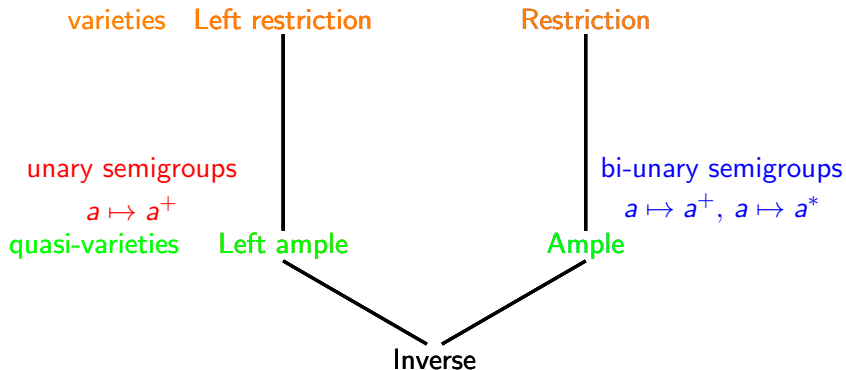 varieties Left restriction Restriction
unary semigroups bi-unary semigroups
a ↦ a⁺ a ↦ a⁺, a ↦ a*
quasi-varieties Left ample Ample
Inverse